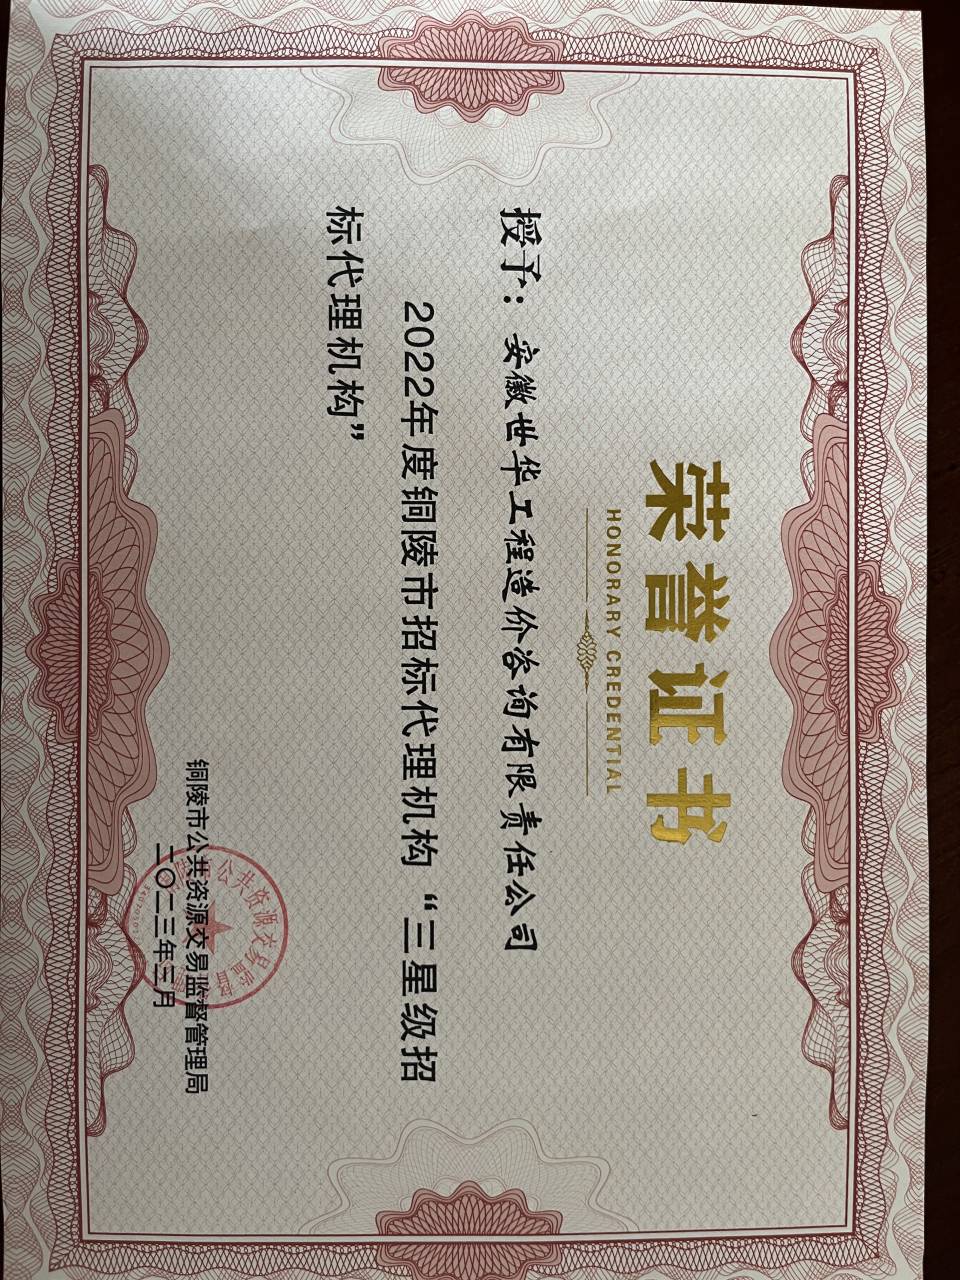 荣誉证书
HONORARY CREDENTIAL
授予：安徽世华工程造价咨询有限责任公司
2022年度铜陵市招标代理机构“三星级招
标代理机构”
铜陵市公共资源交易监督管理局
二〇二三年三月